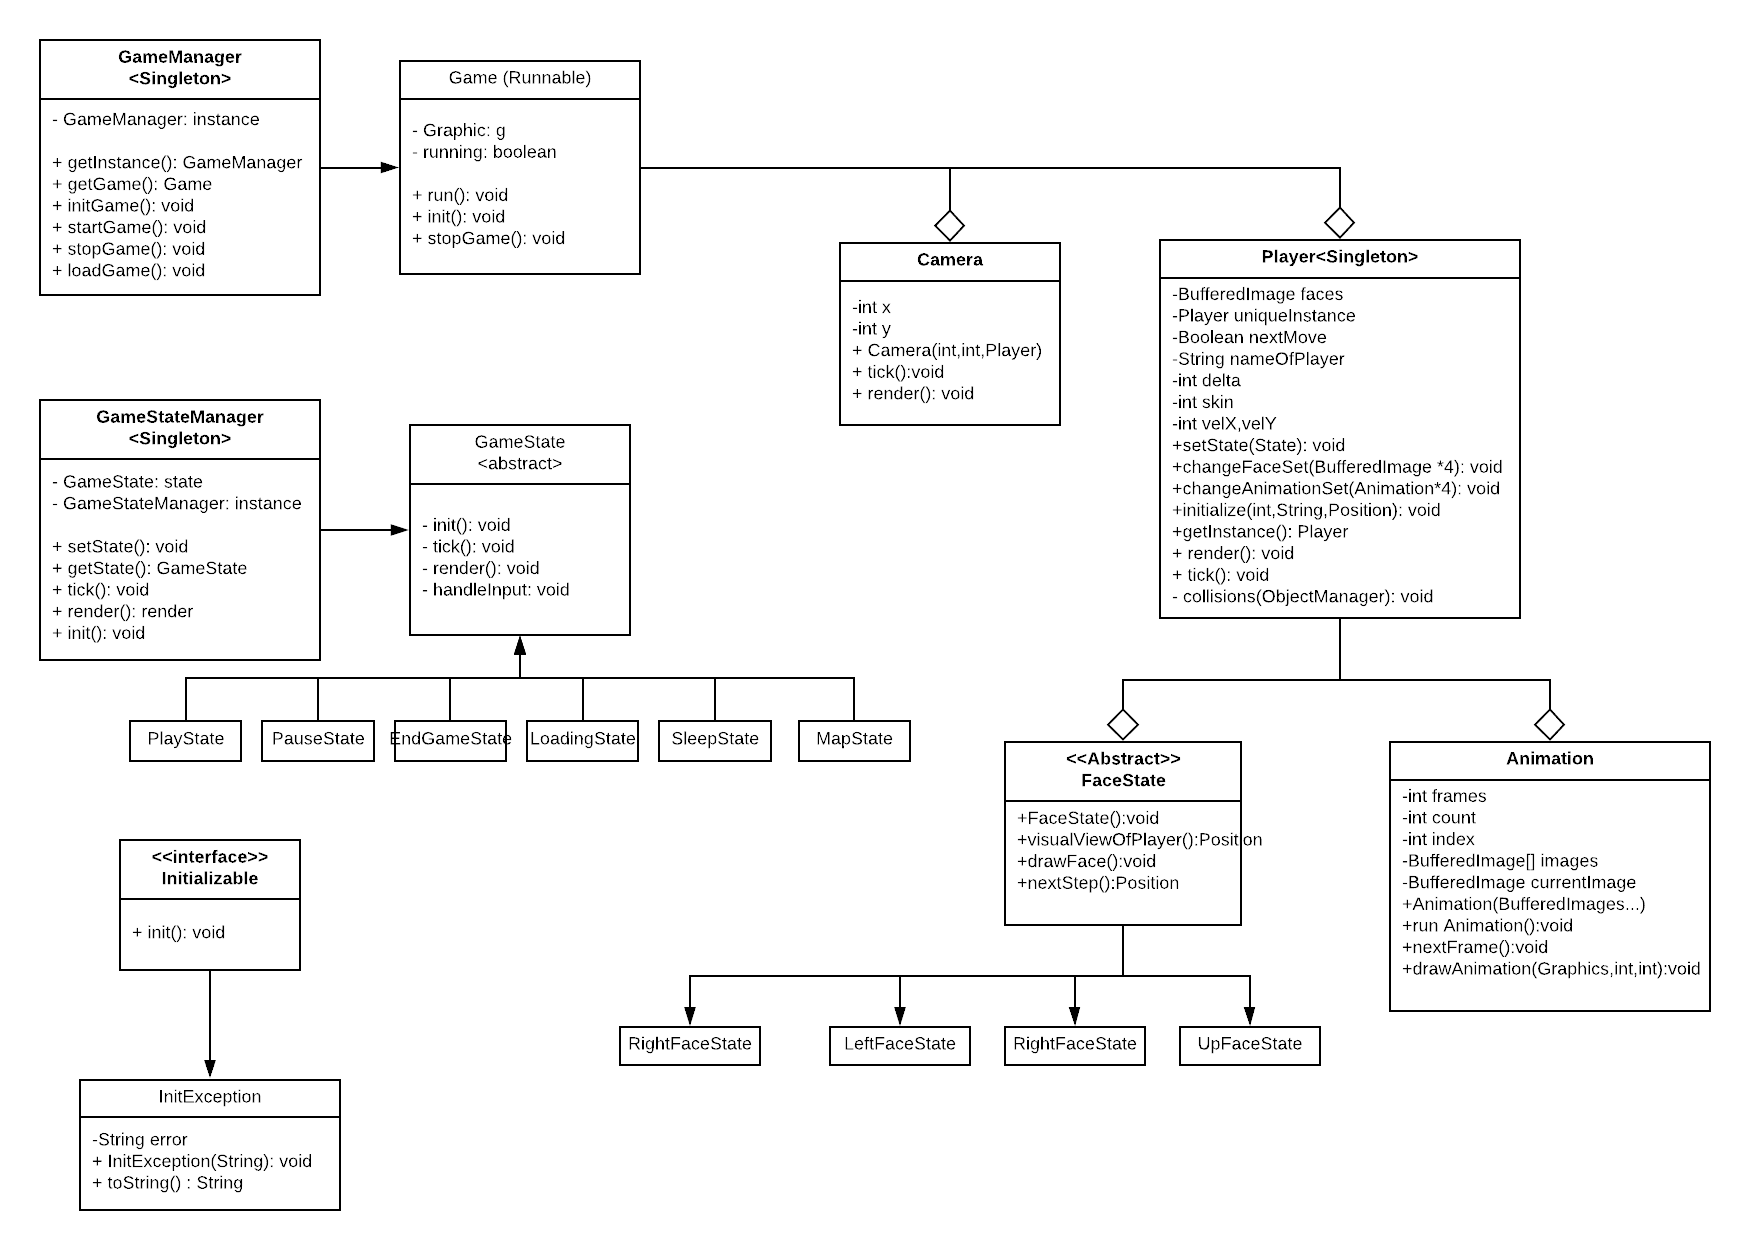 GameManager
<Singleton>
- GameManager: instance
+ getInstance(): GameManager
+ getGame(): Game
+ initGame(): void
+ startGame(): void
+ stopGame(): void
+ loadGame(): void
Game (Runnable)
- Graphic: g
- running: boolean
+ run(): void
+ init(): void
+ stopGame(): void
Camera
-int x
-int y
+ Camera(int,int,Player)
+ tick():void
+ render(): void
Player<Singleton>
-BufferedImage faces
-Player uniqueInstance
-Boolean nextMove
-String nameOfPlayer
-int delta
-int skin
-int velX,velY
+setState(State): void
+changeFaceSet(BufferedImage *4): void
+changeAnimationSet(Animation*4): void
+initialize(int,String,Position): void
+getInstance(): Player
+ render(): void
+ tick(): void
- collisions(ObjectManager): void
GameStateManager
<Singleton>
- GameState: state
- GameStateManager: instance
+ setState(): void
+ getState(): GameState
+ tick(): void
+ render(): render
+ init(): void
GameState
<abstract>
- init(): void
- tick(): void
- render(): void
- handleInput: void
PlayState
PauseState
EndGameState
LoadingState
SleepState
MapState
<<Abstract>>
FaceState
+FaceState():void
+visualViewOfPlayer():Position
+drawFace():void
+nextStep():Position
Animation
-int frames
-int count
-int index
-BufferedImage[] images
-BufferedImage currentImage
+Animation(BufferedImages...)
+run Animation():void
+nextFrame():void
+drawAnimation(Graphics,int,int):void
<<interface>>
Initializable
+ init(): void
RightFaceState
LeftFaceState
RightFaceState
UpFaceState
InitException
-String error
+ InitException(String): void
+ toString() : String